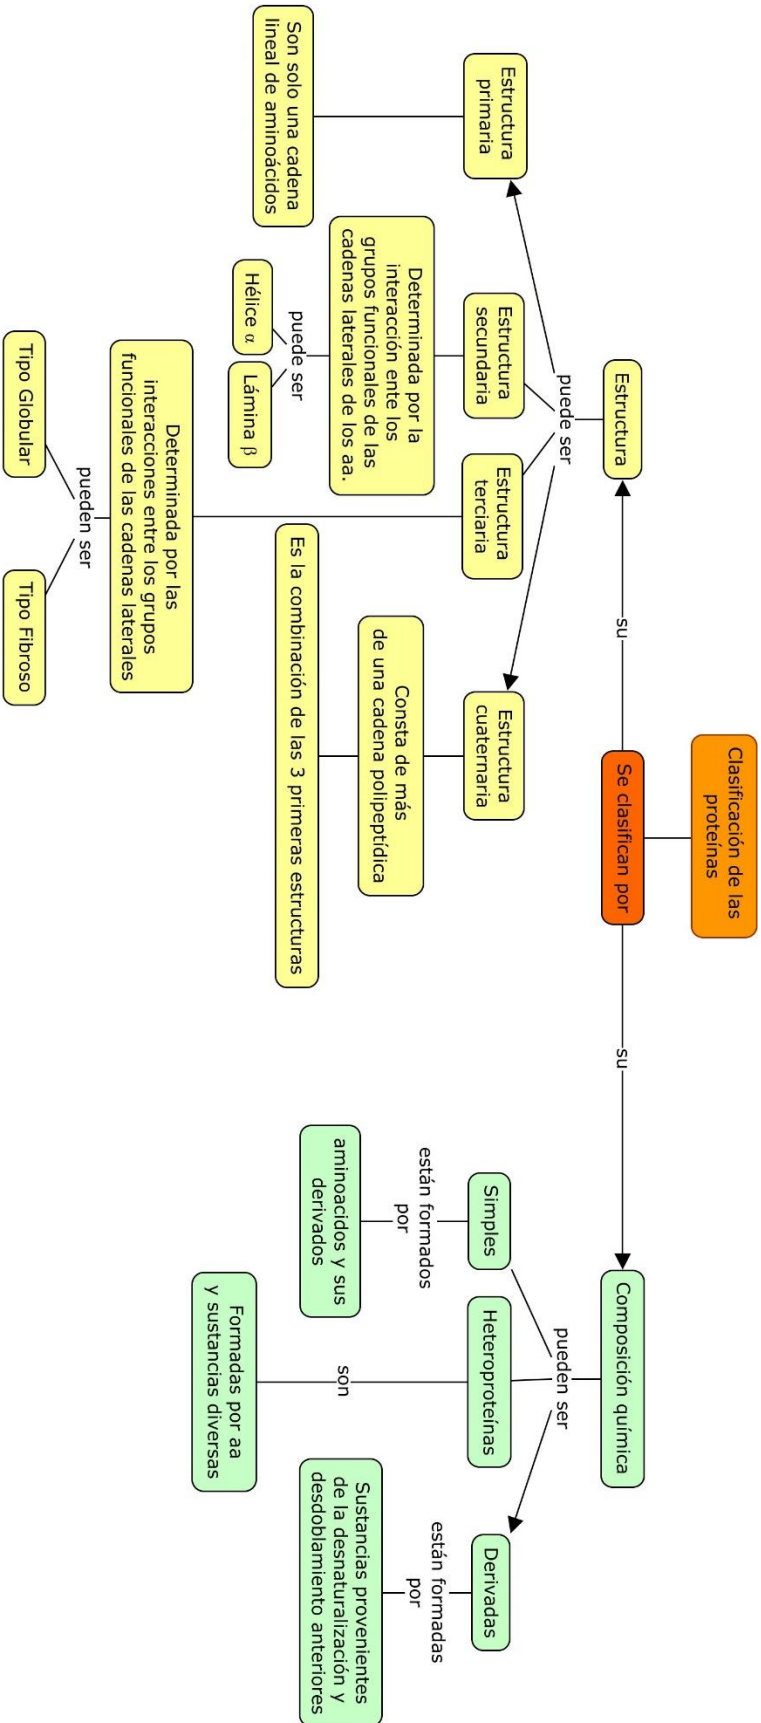 Clasificación de las
proteínas
Se clasifican por
su
su
Estructura
puede ser
Estructura
primaria
Son solo una cadena
lineal de aminoácidos
Estructura
secundaria
Determinada por la
interacción ente los
grupos funcionales de las
cadenas laterales de los aa.
puede ser
Hélice α
Lámina β
Estructura
terciaria
Determinada por las
interacciones entre los grupos
funcionales de las cadenas laterales
pueden ser
Tipo Globular
Tipo Fibroso
Estructura
cuaternaria
Consta de más
de una cadena polipeptídica
Es la combinación de las 3 primeras estructuras
Composición química
pueden ser
Simples
están formados
por
aminoacidos y sus
derivados
Heteroproteínas
son
Formadas por aa
y sustancias diversas
Derivadas
están formadas
por
Sustancias provenientes
de la desnaturalización y
desdoblamiento anteriores